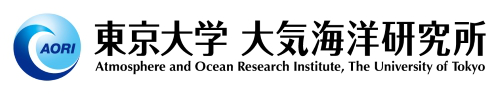 AORI
東京大学 大気海洋研究所
Atmosphere and Ocean Research Institute, The University of Tokyo